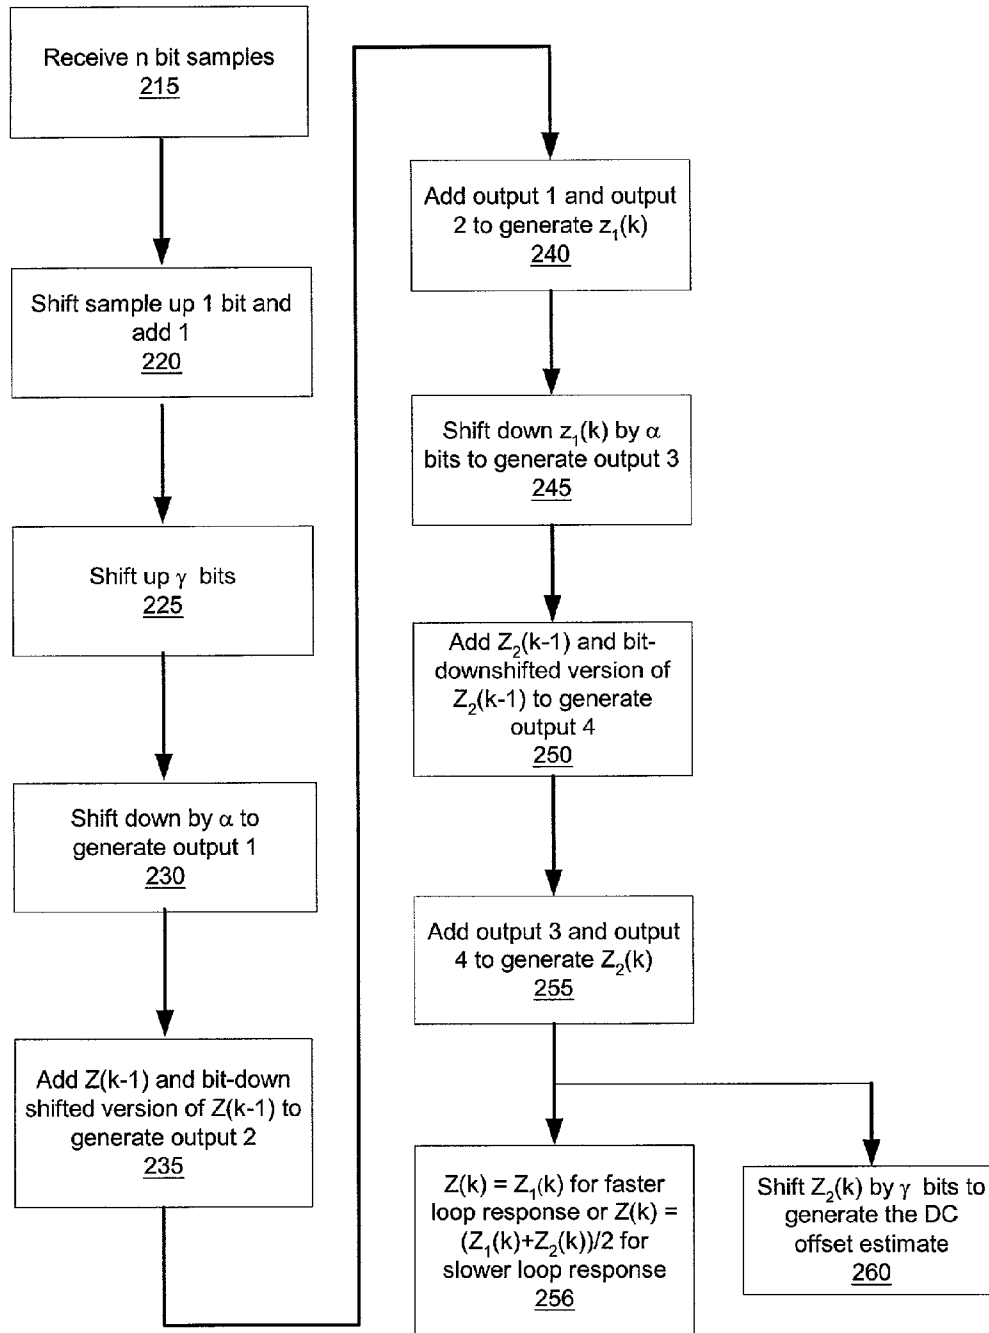 Receive n bit samples
215
Shift sample up 1 bit and
add 1
220
Shift up γ bits
225
Shift down by α to
generate output 1
230
Add Z(k-1) and bit-down
shifted version of Z(k-1) to
generate output 2
235
Add output 1 and output
2 to generate z₁(k)
240
Shift down z₁(k) by α
bits to generate output 3
245
Add Z₂(k-1) and bit-
downshifted version of
Z₂(k-1) to generate
output 4
250
Add output 3 and output
4 to generate Z₂(k)
255
Z(k) = Z₁(k) for faster
loop response or Z(k) =
(Z₁(k)+Z₂(k))/2 for
slower loop response
256
Shift Z₂(k) by γ bits to
generate the DC
offset estimate
260